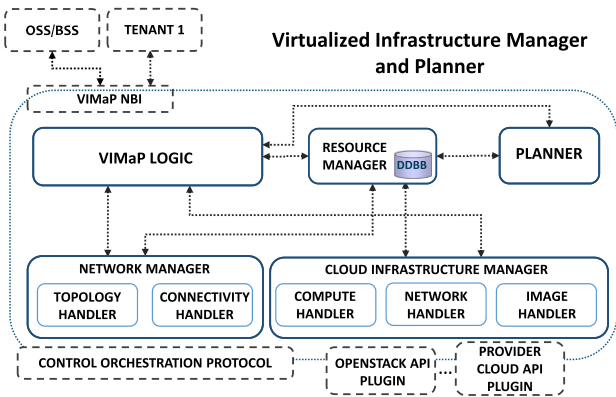 OSS/BSS
TENANT 1
Virtualized Infrastructure Manager
and Planner
VIMaP NBI
VIMaP LOGIC
RESOURCE
MANAGER
DDBB
PLANNER
NETWORK MANAGER
TOPOLOGY
HANDLER
CONNECTIVITY
HANDLER
CLOUD INFRASTRUCTURE MANAGER
COMPUTE
HANDLER
NETWORK
HANDLER
IMAGE
HANDLER
CONTROL ORCHESTRATION PROTOCOL
OPENSTACK API
PLUGIN
...
PROVIDER
CLOUD API
PLUGIN